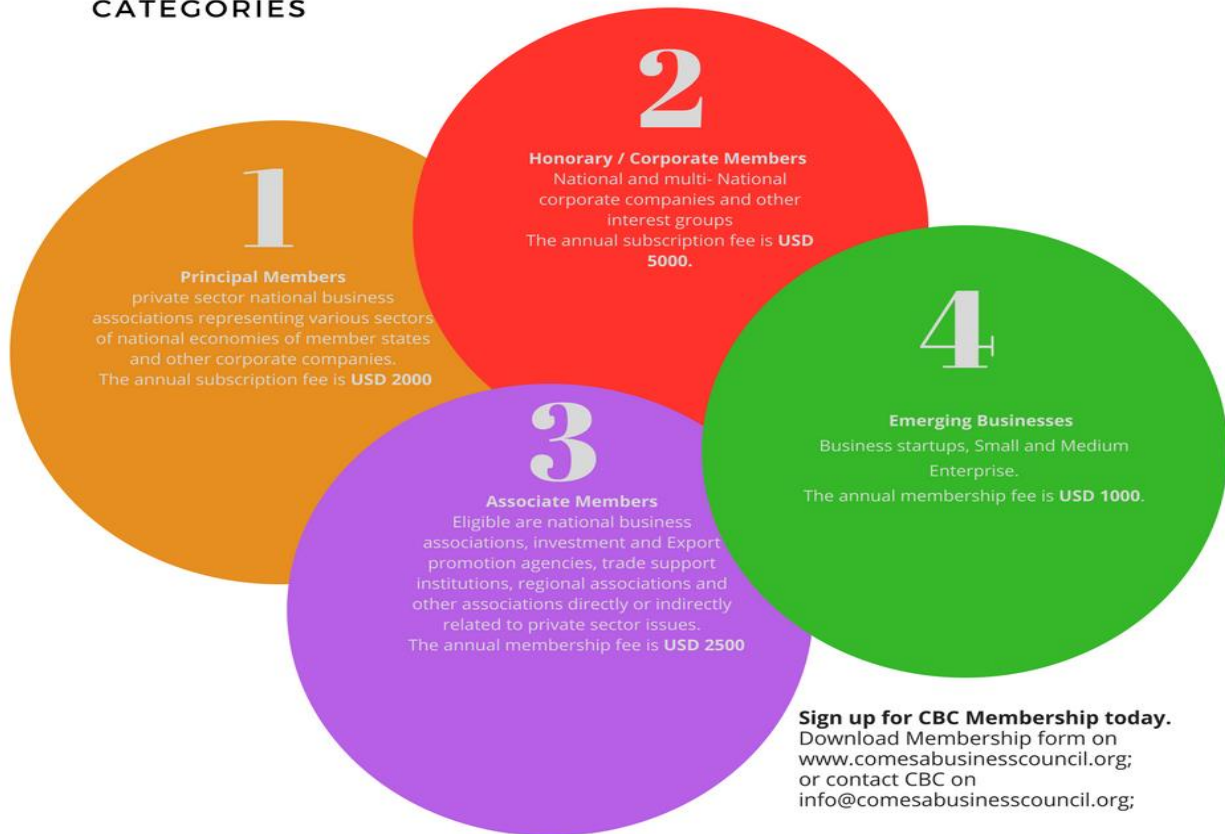 CATEGORIES
1
Principal Members
private sector national business
associations representing various sectors
of national economies of member states
and other corporate companies.
The annual subscription fee is USD 2000
2
Honorary / Corporate Members
National and multi- National
corporate companies and other
interest groups
The annual subscription fee is USD
5000.
3
Associate Members
Eligible are national business
associations, investment and Export
promotion agencies, trade support
institutions, regional associations and
other associations directly or indirectly
related to private sector issues.
The annual membership fee is USD 2500
4
Emerging Businesses
Business startups, Small and Medium
Enterprise.
The annual membership fee is USD 1000.
Sign up for CBC Membership today.
Download Membership form on
www.comesabusinesscouncil.org;
or contact CBC on
info@comesabusinesscouncil.org;